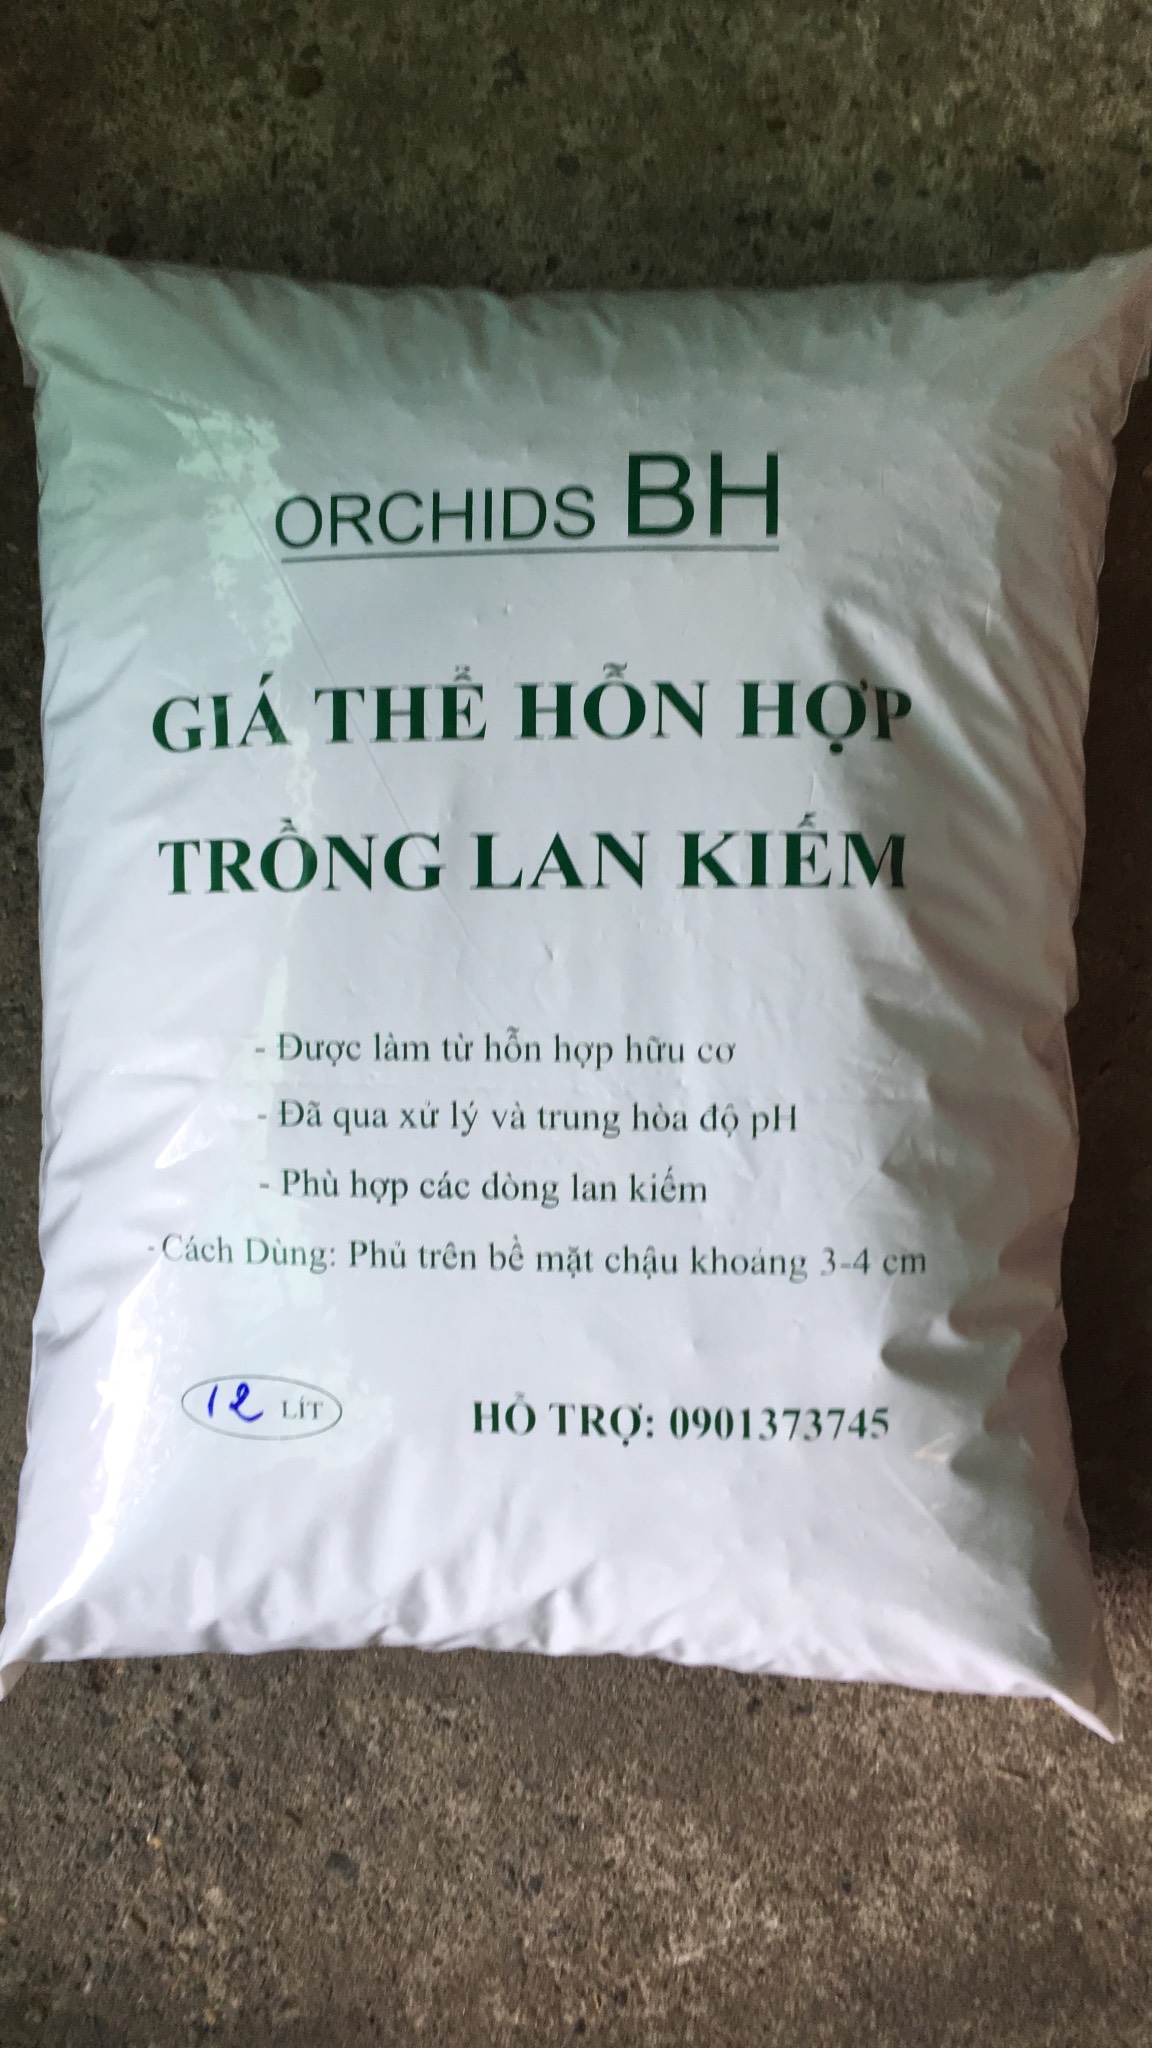 ORCHIDS BH
GIÁ THỂ HỖN HỢP
TRỒNG LAN KIẾM
- Được làm từ hỗn hợp hữu cơ
- Đã qua xử lý và trung hòa độ pH
- Phù hợp các dòng lan kiếm
-Cách Dùng: Phủ trên bề mặt chậu khoảng 3-4 cm
12 LÍT
HỖ TRỢ: 0901373745